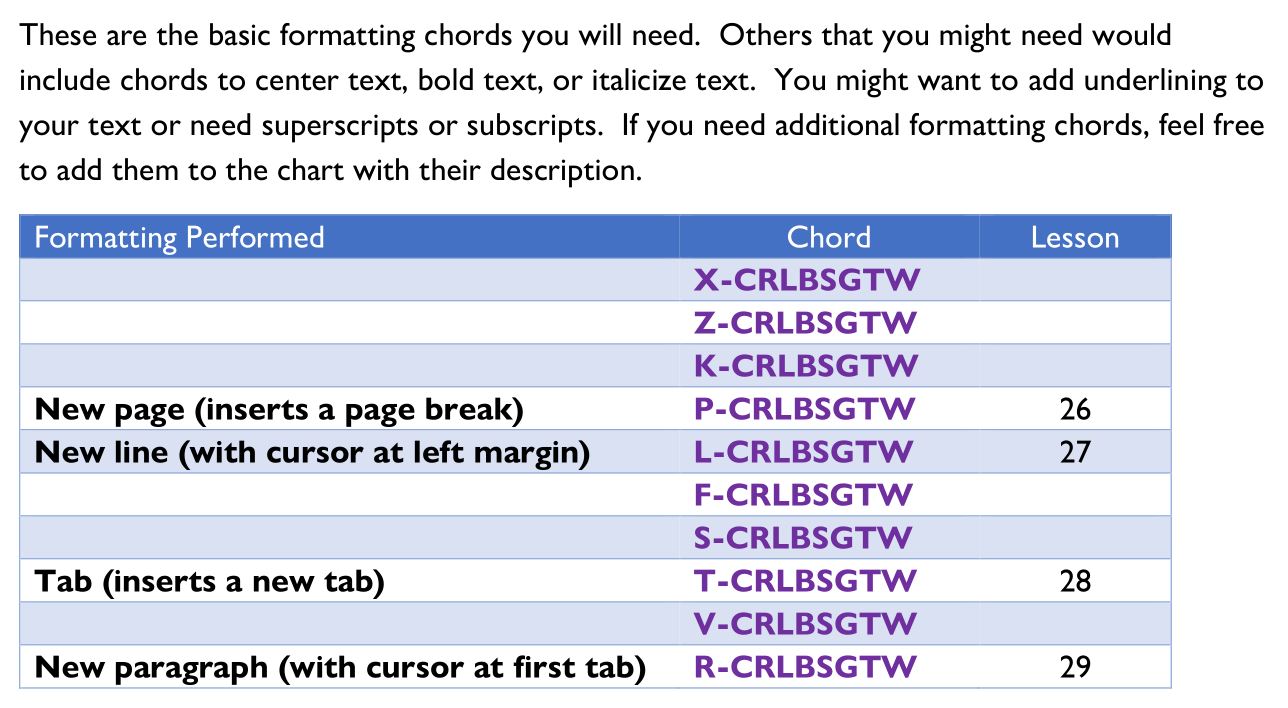 These are the basic formatting chords you will need.  Others that you might need would
include chords to center text, bold text, or italicize text.  You might want to add underlining to
your text or need superscripts or subscripts.  If you need additional formatting chords, feel free
to add them to the chart with their description.
Formatting Performed Chord Lesson
X-CRLBSGTW
Z-CRLBSGTW
K-CRLBSGTW
New page (inserts a page break) P-CRLBSGTW 26
New line (with cursor at left margin) L-CRLBSGTW 27
F-CRLBSGTW
S-CRLBSGTW
Tab (inserts a new tab) T-CRLBSGTW 28
V-CRLBSGTW
New paragraph (with cursor at first tab) R-CRLBSGTW 29